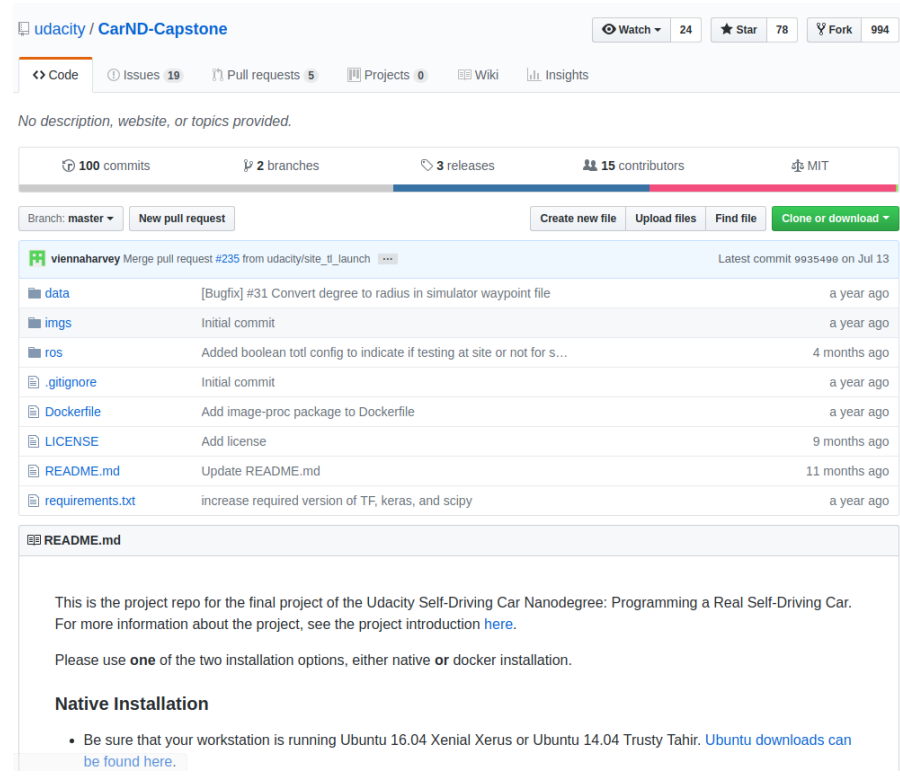 udacity / CarND-Capstone
Watch 24 Star 78 Fork 994
Code Issues 19 Pull requests 5 Projects 0 Wiki Insights
No description, website, or topics provided.
100 commits 2 branches 3 releases 15 contributors MIT
Branch: master New pull request Create new file Upload files Find file Clone or download
viennaharvey Merge pull request #235 from udacity/site_tl_launch ... Latest commit 9935490 on Jul 13
data [Bugfix] #31 Convert degree to radius in simulator waypoint file a year ago
imgs Initial commit a year ago
ros Added boolean totl config to indicate if testing at site or not for s... 4 months ago
.gitignore Initial commit a year ago
Dockerfile Add image-proc package to Dockerfile a year ago
LICENSE Add license 9 months ago
README.md Update README.md 11 months ago
requirements.txt increase required version of TF, keras, and scipy a year ago
README.md
This is the project repo for the final project of the Udacity Self-Driving Car Nanodegree: Programming a Real Self-Driving Car.
For more information about the project, see the project introduction here.
Please use one of the two installation options, either native or docker installation.
Native Installation
• Be sure that your workstation is running Ubuntu 16.04 Xenial Xerus or Ubuntu 14.04 Trusty Tahir. Ubuntu downloads can
be found here.